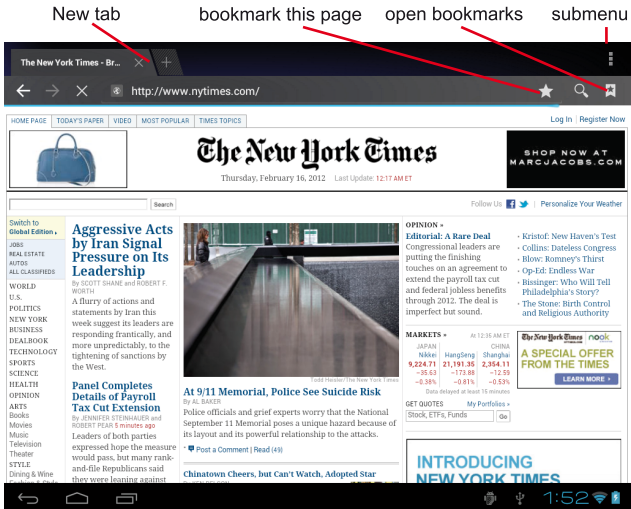 New tab
bookmark this page
open bookmarks
submenu
The New York Times - Br...
http://www.nytimes.com/
HOME PAGE
TODAY'S PAPER
VIDEO
MOST POPULAR
TIMES TOPICS
Log In
Register Now
The New York Times
Thursday, February 16, 2012 Last Update: 12:17 AM ET
SHOP NOW AT
MARCJACOBS.COM
Search
Follow Us
Personalize Your Weather
Switch to
Global Edition
JOBS
REAL ESTATE
AUTOS
ALL CLASSIFIEDS
WORLD
U.S.
POLITICS
NEW YORK
BUSINESS
DEALBOOK
TECHNOLOGY
SPORTS
SCIENCE
HEALTH
OPINION
ARTS
Books
Movies
Music
Television
Theater
STYLE
Dining & Wine
Aggressive Acts
by Iran Signal
Pressure on Its
Leadership
By SCOTT SHANE and ROBERT F.
WORTH
A flurry of actions and
statements by Iran this
week suggest its leaders are
responding frantically, and
more unpredictably, to the
tightening of sanctions by
the West.
Panel Completes
Details of Payroll
Tax Cut Extension
By JENNIFER STEINHAUER and
ROBERT PEAR 5 minutes ago
Leaders of both parties
expressed hope the measure
would pass, but many rank-
and-file Republicans said
they were leaning against
Todd Heisler/The New York Times
At 9/11 Memorial, Police See Suicide Risk
By AL BAKER
Police officials and grief experts worry that the National
September 11 Memorial poses a unique hazard because of
its layout and its powerful relationship to the attacks.
Post a Comment | Read (49)
Chinatown Cheers, but Can't Watch, Adopted Star
OPINION »
Editorial: A Rare Deal
Congressional leaders are
putting the finishing
touches on an agreement to
extend the payroll tax cut
and federal jobless benefits
through 2012. The deal is
imperfect but sound.
• Kristof: New Haven's Test
• Collins: Dateless Congress
• Blow: Romney's Thirst
• Op-Ed: Endless War
• Bissinger: Who Will Tell
Philadelphia's Story?
• The Stone: Birth Control
and Religious Authority
MARKETS »
At 12:35 AM ET
JAPAN
CHINA
Nikkei
HangSeng
Shanghai
9,224.71
21,191.35
2,354.11
−35.63
−173.88
−12.59
−0.38%
−0.81%
−0.53%
Data delayed at least 15 minutes
GET QUOTES
My Portfolios »
Stock, ETFs, Funds
Go
The New York Times
nook
A SPECIAL OFFER
FROM THE TIMES
LEARN MORE
INTRODUCING
NEW YORK TIMES
1:52